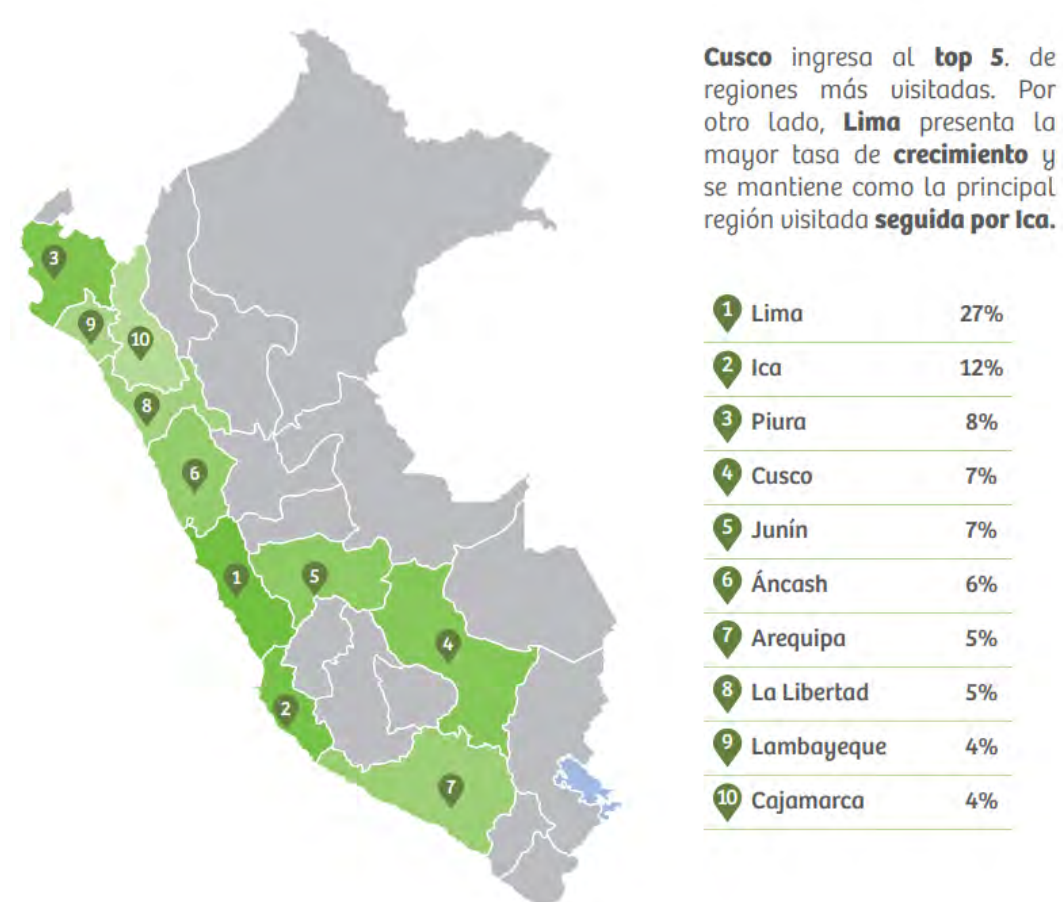 Cusco ingresa al top 5. de
regiones más visitadas. Por
otro lado, Lima presenta la
mayor tasa de crecimiento y
se mantiene como la principal
región visitada seguida por Ica.
1 Lima 27%
2 Ica 12%
3 Piura 8%
4 Cusco 7%
5 Junín 7%
6 Áncash 6%
7 Arequipa 5%
8 La Libertad 5%
9 Lambayeque 4%
10 Cajamarca 4%
3
9
10
8
6
1
5
4
2
7